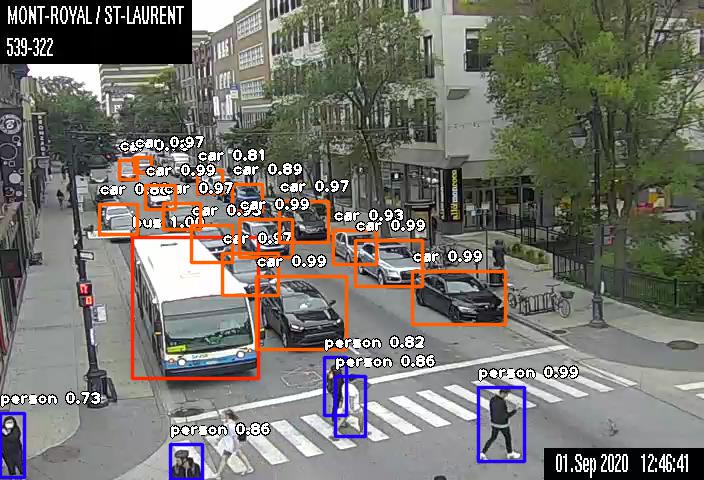 MONT-ROYAL / ST-LAURENT
539-322
car 0.97
car 0.81
car 0.99
car 0.89
car 0.97
car 0.97
car 0.99
car 0.93
car 0.99
car 0.97
car 0.99
car 0.99
person 0.82
person 0.86
person 0.99
person 0.73
person 0.86
01.Sep 2020 12:46:41